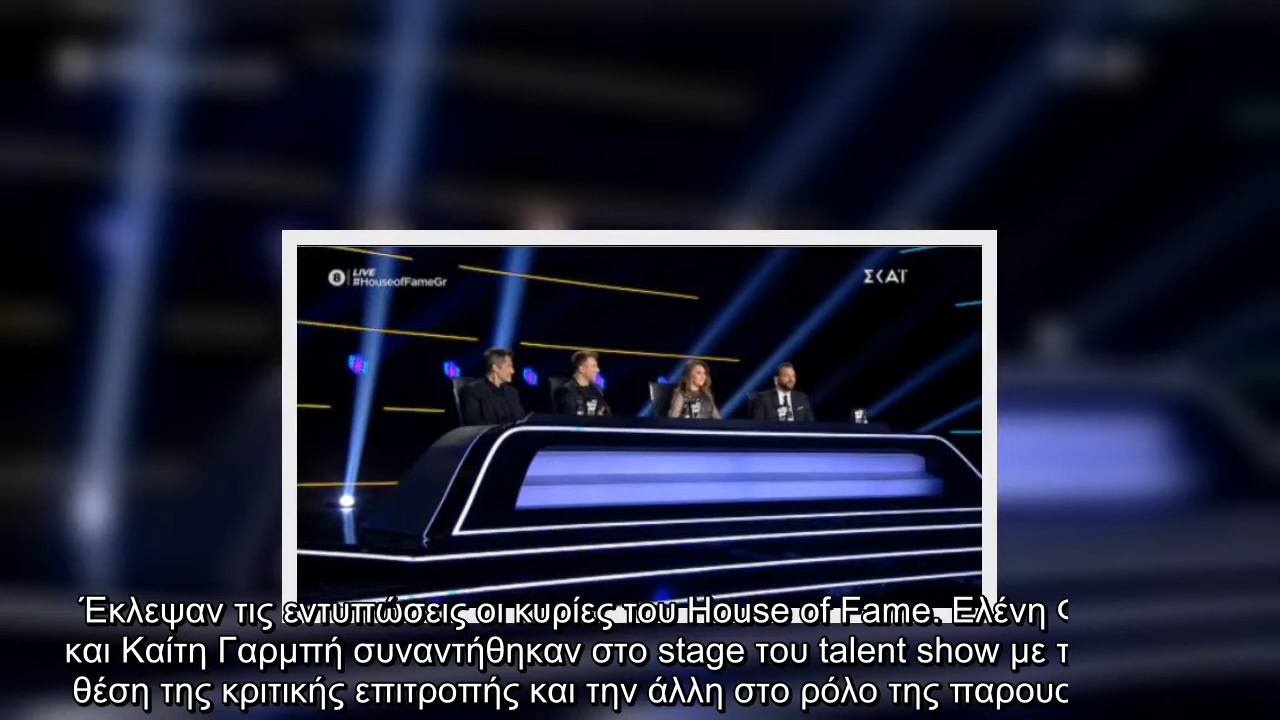 LIVE
#HouseofFameGr
ΣΚΑΪ
Έκλεψαν τις εντυπώσεις οι κυρίες του House of Fame. Ελένη
και Καίτη Γαρμπή συναντήθηκαν στο stage του talent show με
θέση της κριτικής επιτροπής και την άλλη στο ρόλο της